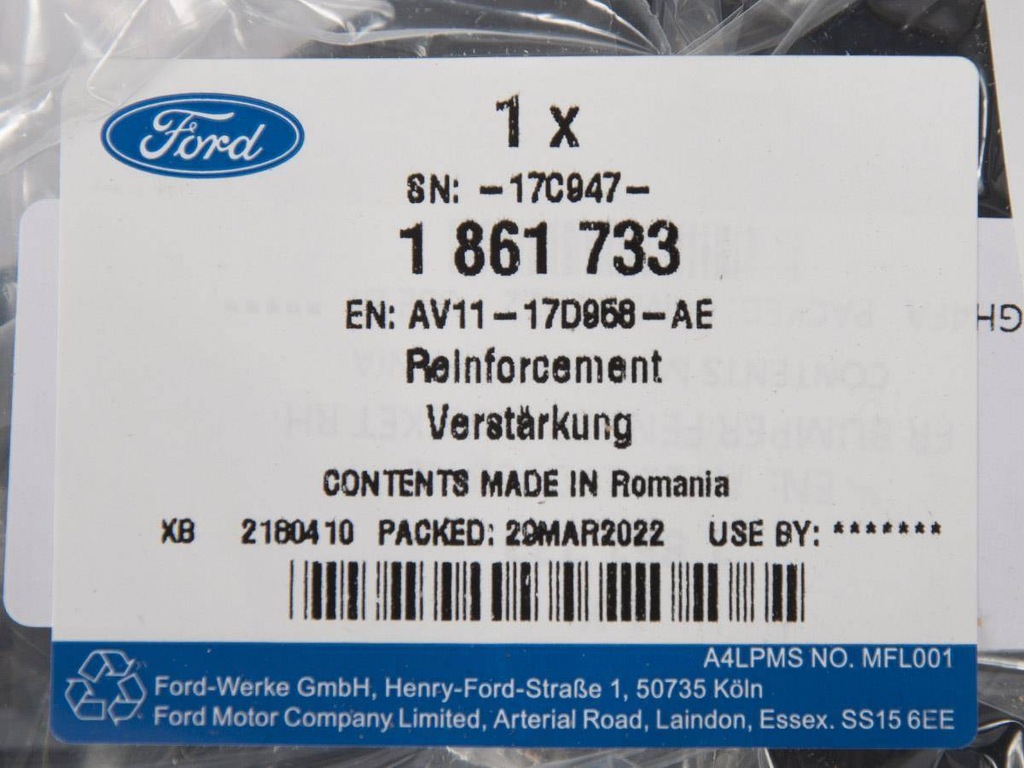 Ford
1 x
SN: -17C947-
1 861 733
EN: AV11-17D958-AE
Reinforcement
Verstärkung
CONTENTS MADE IN Romania
XB 2180410 PACKED: 29MAR2022 USE BY: *******
A4LPMS NO. MFL001
Ford-Werke GmbH, Henry-Ford-Straße 1, 50735 Köln
Ford Motor Company Limited, Arterial Road, Laindon, Essex. SS15 6EE
GH